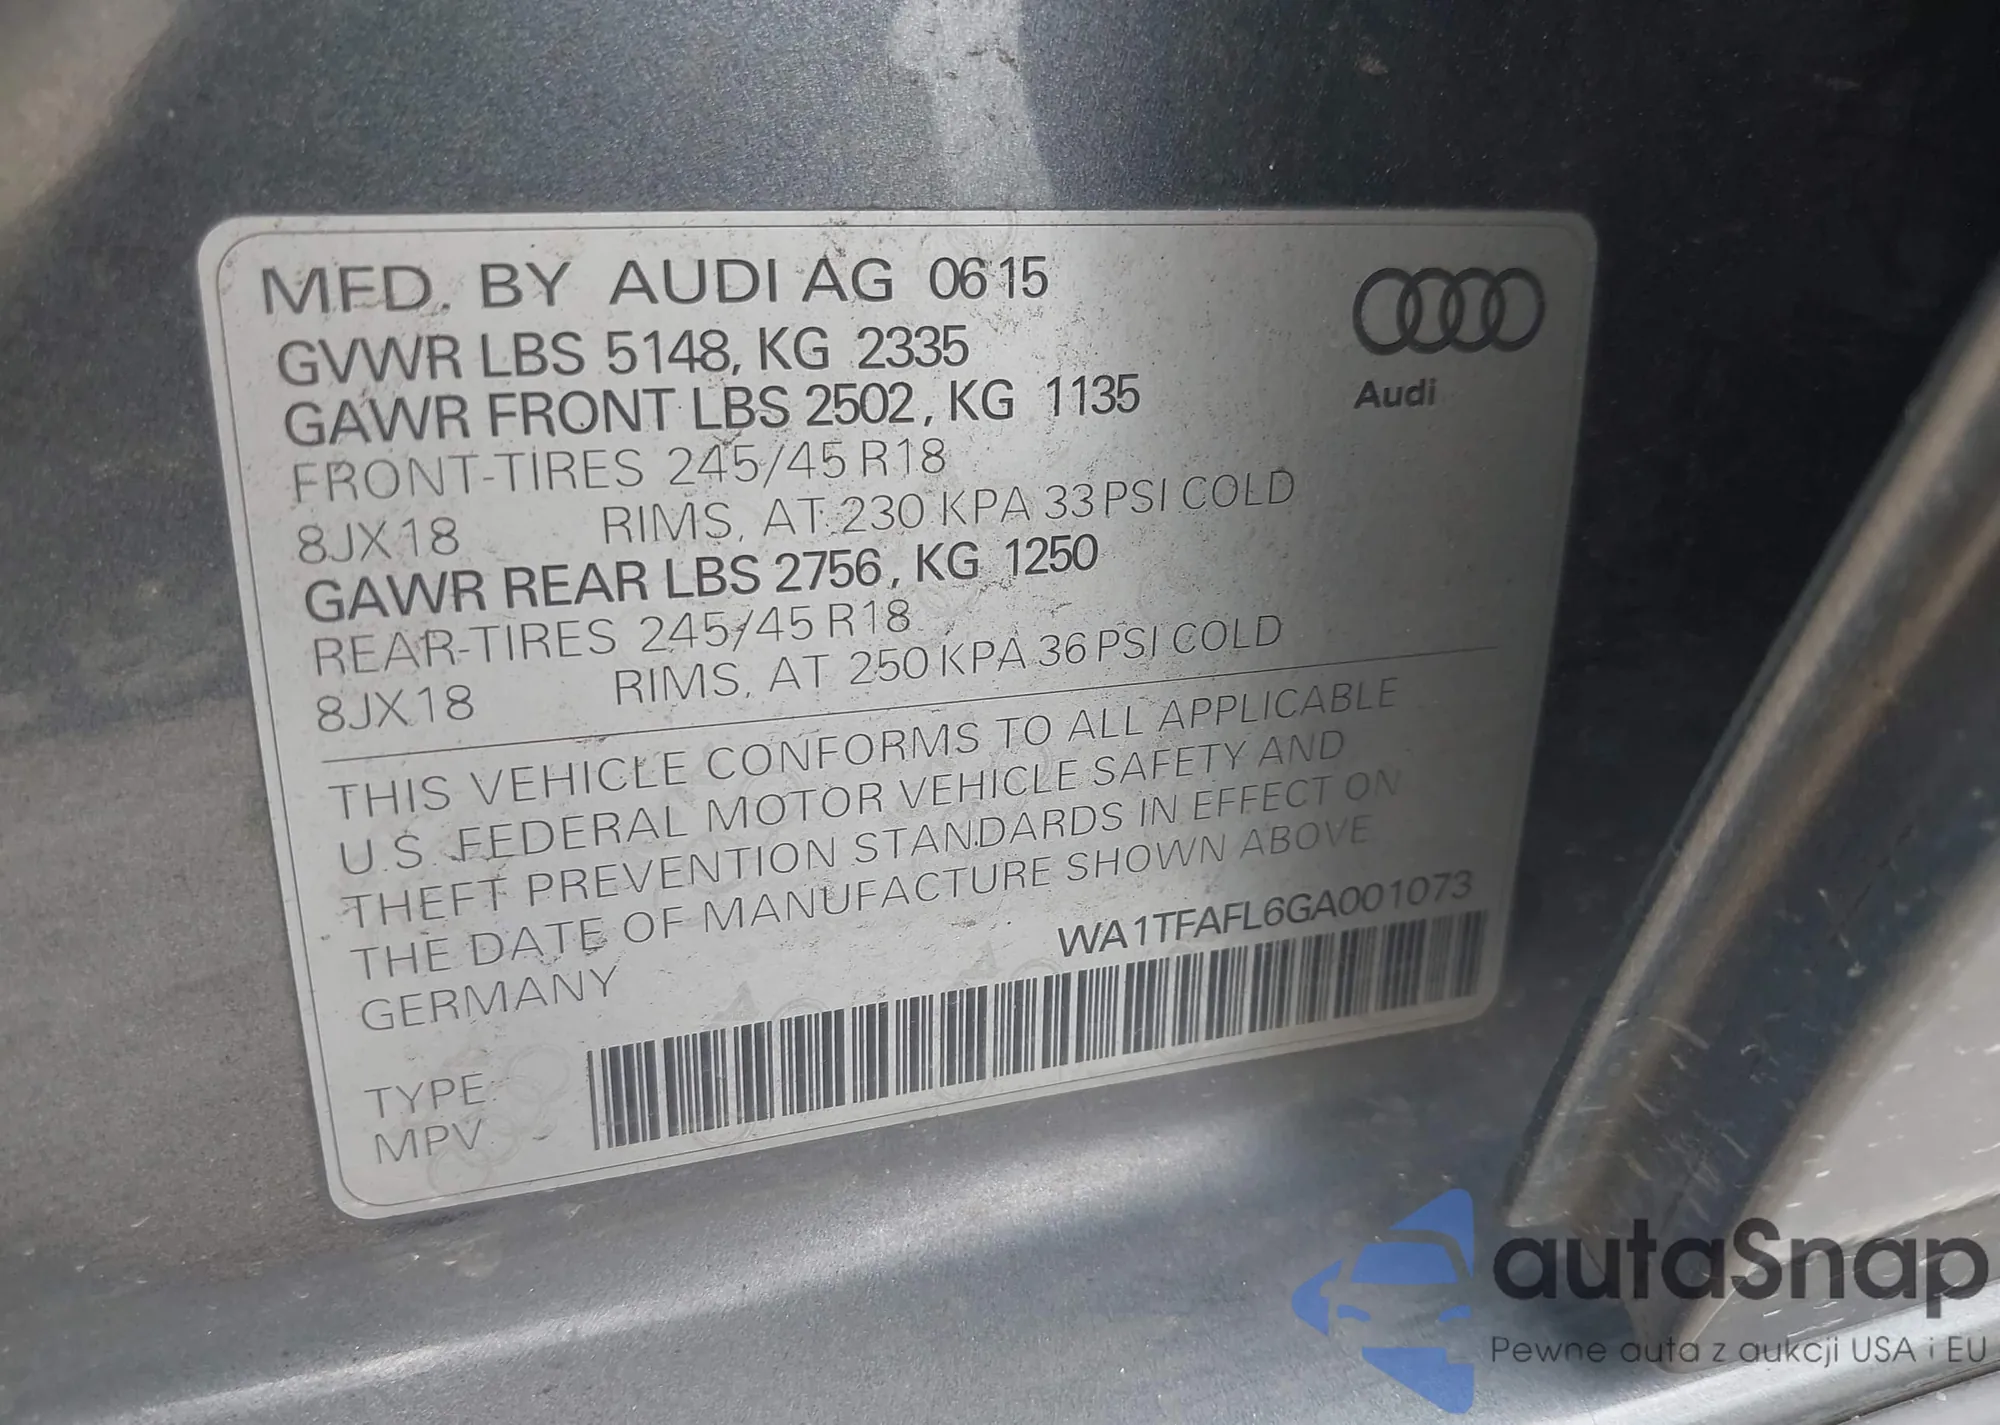 MFD. BY AUDI AG 06 15
GVWR LBS 5148, KG 2335
GAWR FRONT LBS 2502, KG 1135
FRONT-TIRES 245/45 R18
8JX18 RIMS, AT 230 KPA 33 PSI COLD
GAWR REAR LBS 2756, KG 1250
REAR-TIRES 245/45 R18
8JX18 RIMS, AT 250 KPA 36 PSI COLD
Audi
THIS VEHICLE CONFORMS TO ALL APPLICABLE
U.S. FEDERAL MOTOR VEHICLE SAFETY AND
THEFT PREVENTION STANDARDS IN EFFECT ON
THE DATE OF MANUFACTURE SHOWN ABOVE
GERMANY
WA1TFAFL6GA001073
TYPE:
MPV
autaSnap
Pewne auta z aukcji USA i EU